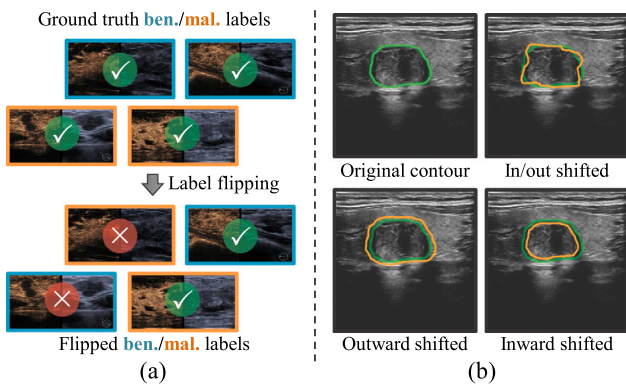 Ground truth ben./mal. labels
Label flipping
Flipped ben./mal. labels
(a)
Original contour
In/out shifted
Outward shifted
Inward shifted
(b)